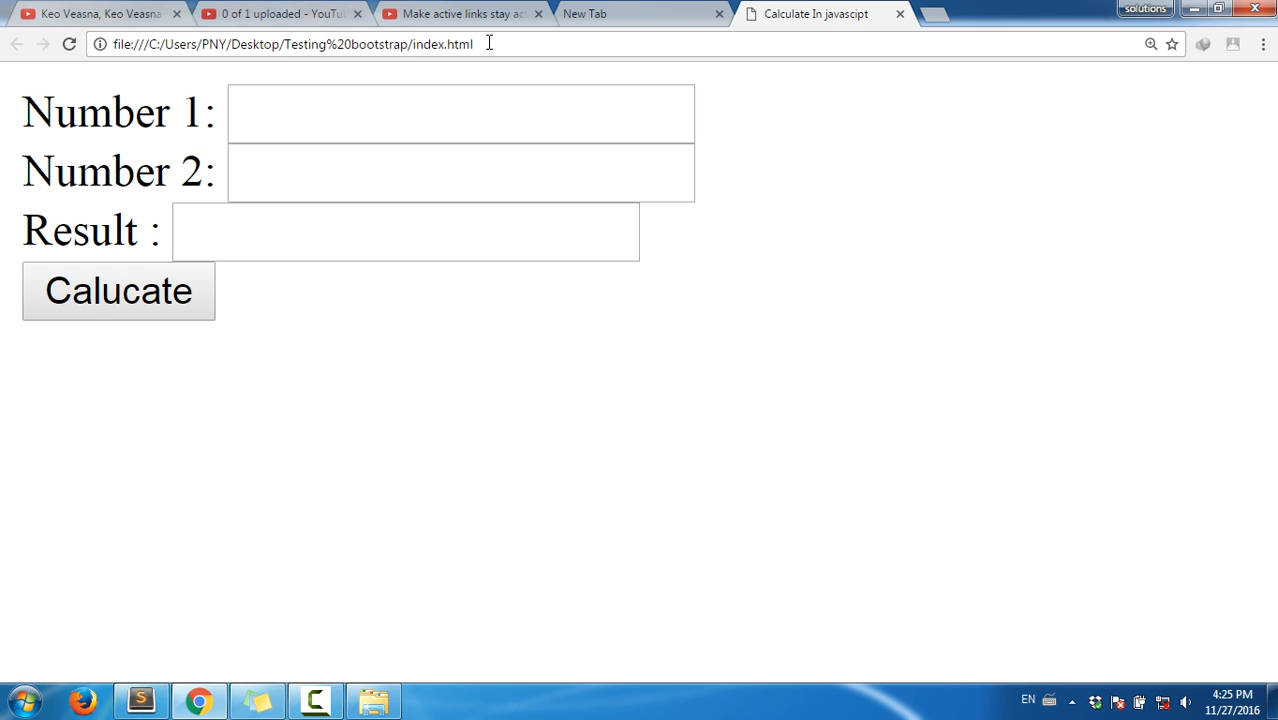 Keo Veasna, Keo Veasna
0 of 1 uploaded - YouTu
Make active links stay act
New Tab
Calculate In javascipt
solutions
file:///C:/Users/PNY/Desktop/Testing%20bootstrap/index.html
Number 1:
Number 2:
Result :
Calucate
EN
4:25 PM
11/27/2016